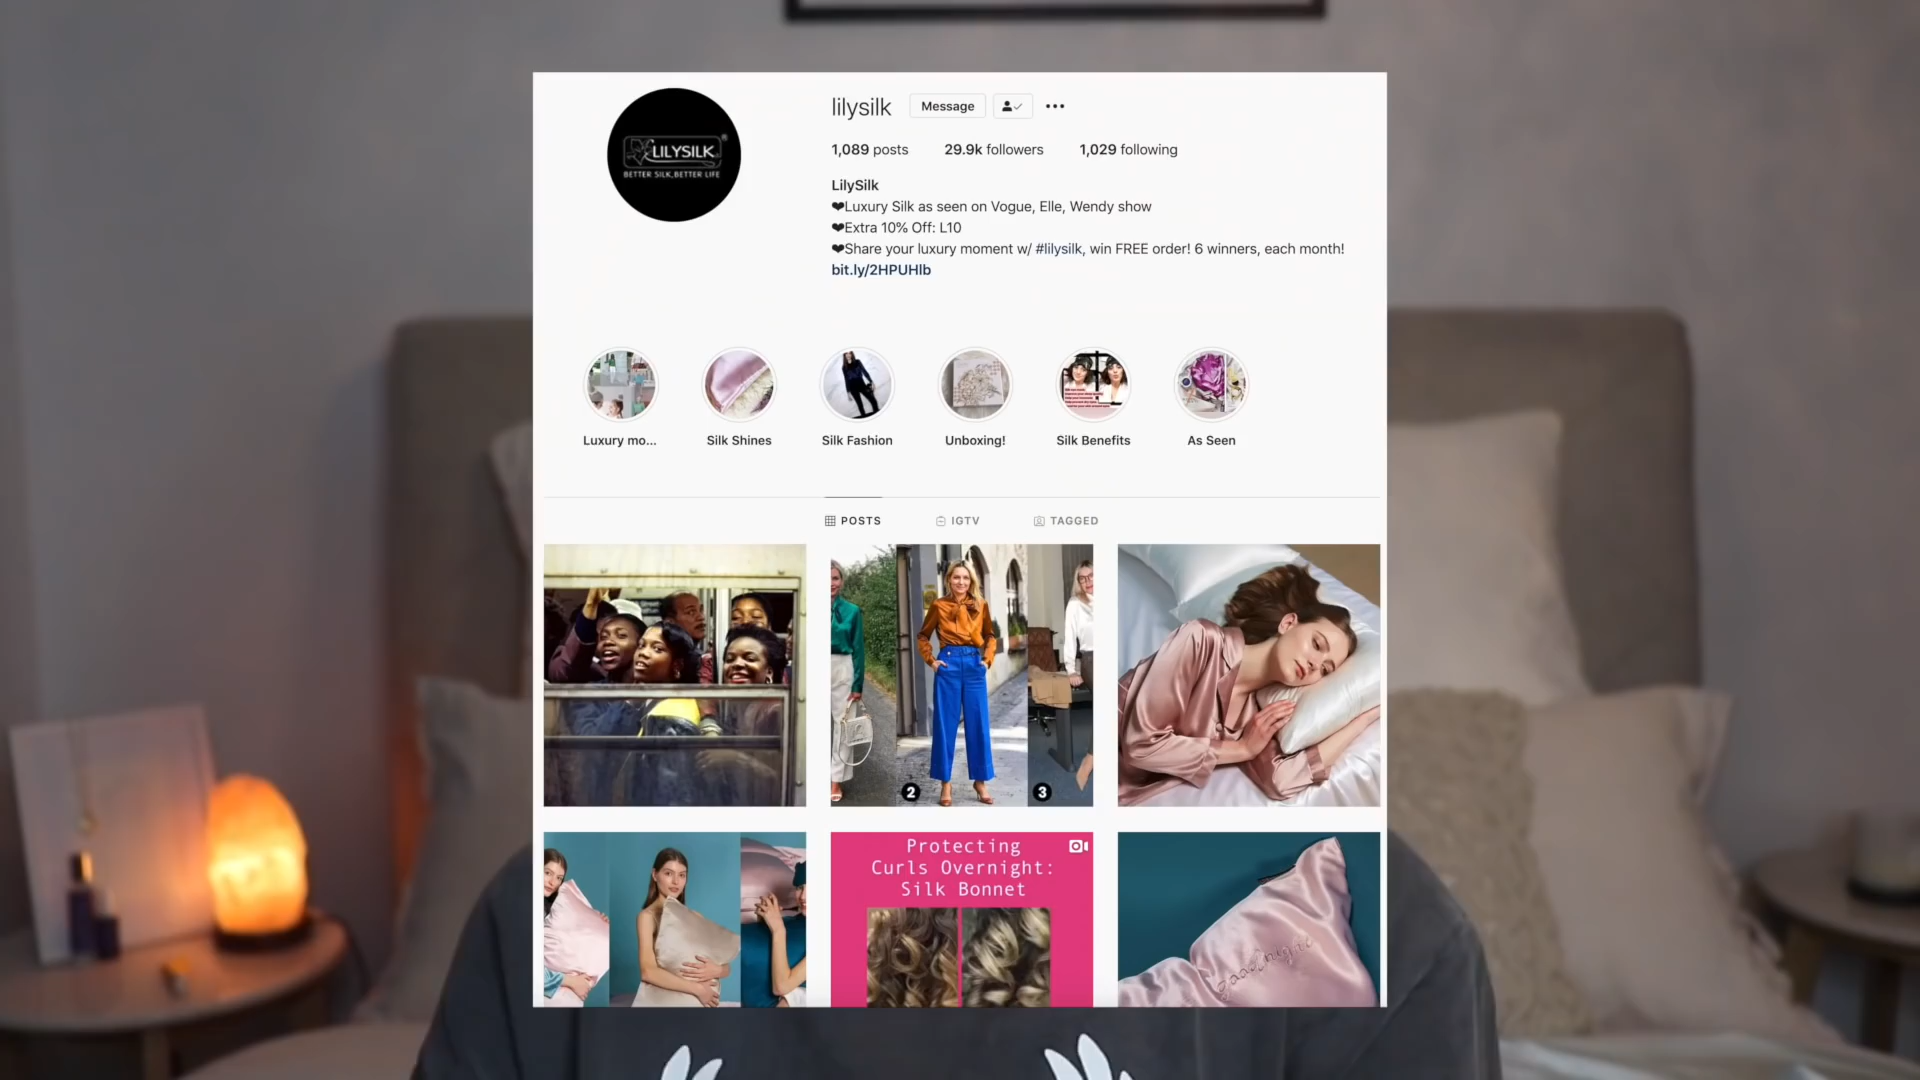 LILYSILK
BETTER SILK, BETTER LIFE
lilysilk Message
1,089 posts 29.9k followers 1,029 following
LilySilk
❤Luxury Silk as seen on Vogue, Elle, Wendy show
❤Extra 10% Off: L10
❤Share your luxury moment w/ #lilysilk, win FREE order! 6 winners, each month!
bit.ly/2HPUHlb
Luxury mo... Silk Shines Silk Fashion Unboxing! Silk Benefits As Seen
POSTS IGTV TAGGED
2 3
Protecting
Curls Overnight:
Silk Bonnet
goodnight